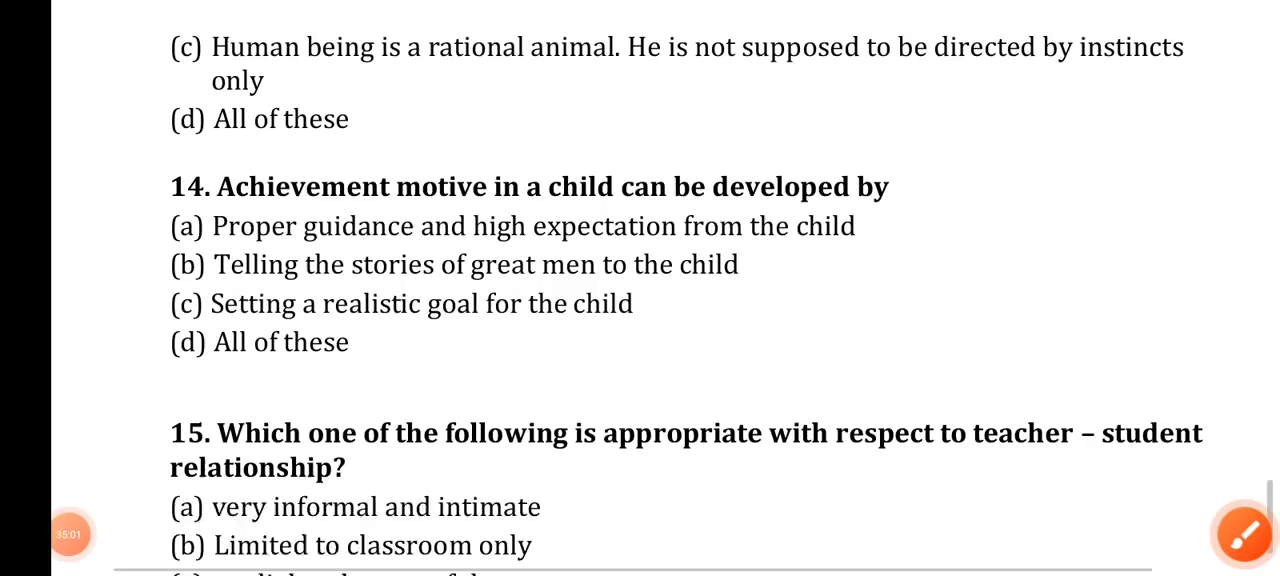 (c) Human being is a rational animal. He is not supposed to be directed by instincts
only
(d) All of these
14. Achievement motive in a child can be developed by
(a) Proper guidance and high expectation from the child
(b) Telling the stories of great men to the child
(c) Setting a realistic goal for the child
(d) All of these
15. Which one of the following is appropriate with respect to teacher – student
relationship?
(a) very informal and intimate
35:01
(b) Limited to classroom only